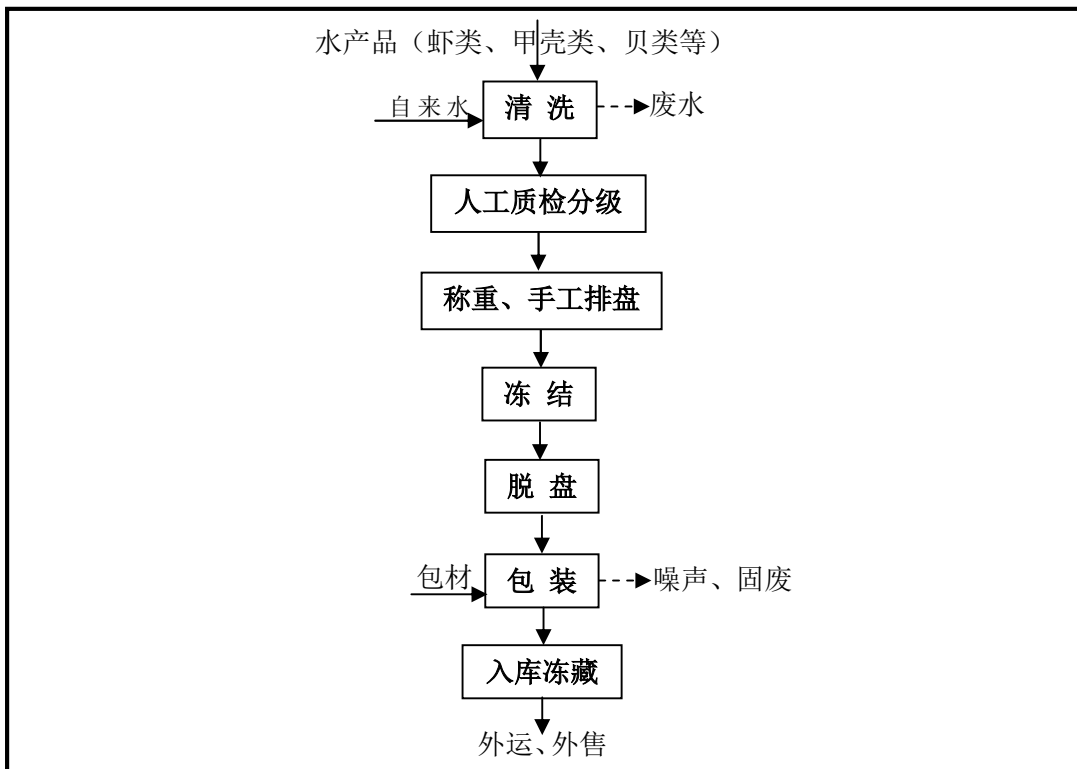 水产品（虾类、甲壳类、贝类等）
自来水
清 洗
废水
人工质检分级
称重、手工排盘
冻 结
脱 盘
包材
包 装
噪声、固废
入库冻藏
外运、外售